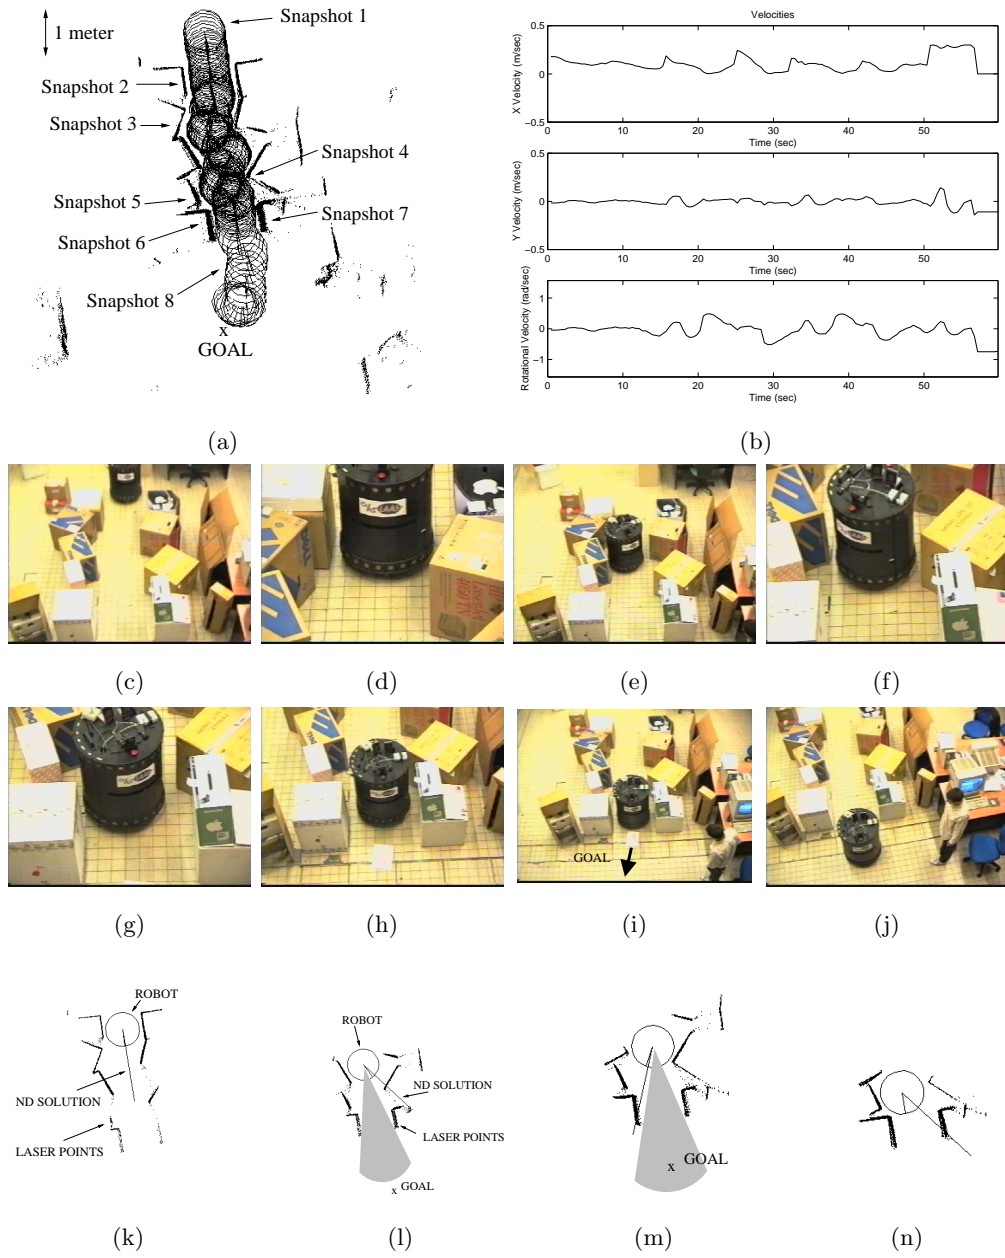 Snapshot 1
1 meter
Snapshot 2
Snapshot 3
Snapshot 4
Snapshot 5
Snapshot 7
Snapshot 6
Snapshot 8
x
GOAL
(a)
Velocities
X Velocity (m/sec)
0.5
0
−0.5
0 10 20 30 40 50
Time (sec)
Y Velocity (m/sec)
0.5
0
−0.5
0 10 20 30 40 50
Time (sec)
Rotational Velocity (rad/sec)
1
0
−1
0 10 20 30 40 50
Time (sec)
(b)
LAAS
(c) (d) (e) (f)
GOAL
(g) (h) (i) (j)
ROBOT
ND SOLUTION
LASER POINTS
ROBOT
ND SOLUTION
LASER POINTS
x GOAL
x GOAL
(k) (l) (m) (n)